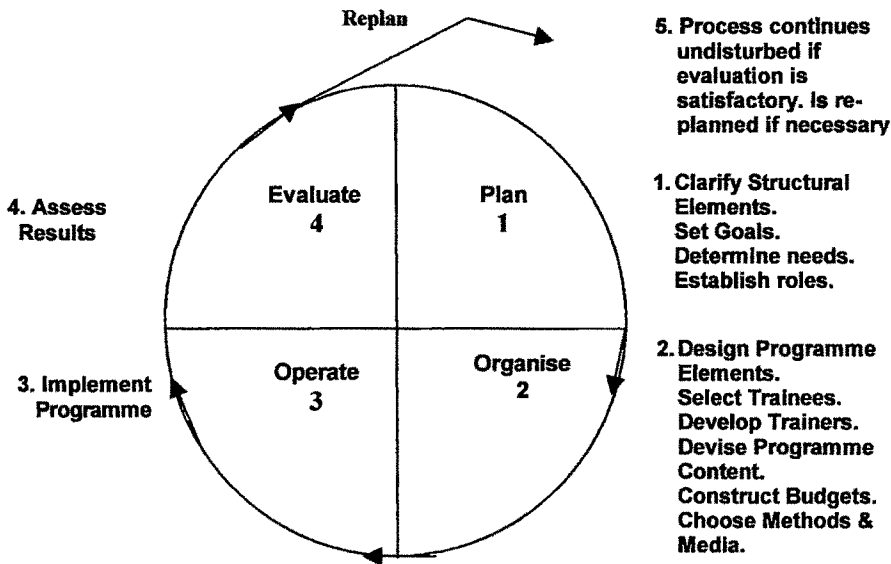 Replan
5. Process continues
undisturbed if
evaluation is
satisfactory. Is re-
planned if necessary
Evaluate
4
Plan
1
4. Assess
Results
1. Clarify Structural
Elements.
Set Goals.
Determine needs.
Establish roles.
3. Implement
Programme
Operate
3
Organise
2
2. Design Programme
Elements.
Select Trainees.
Develop Trainers.
Devise Programme
Content.
Construct Budgets.
Choose Methods &
Media.